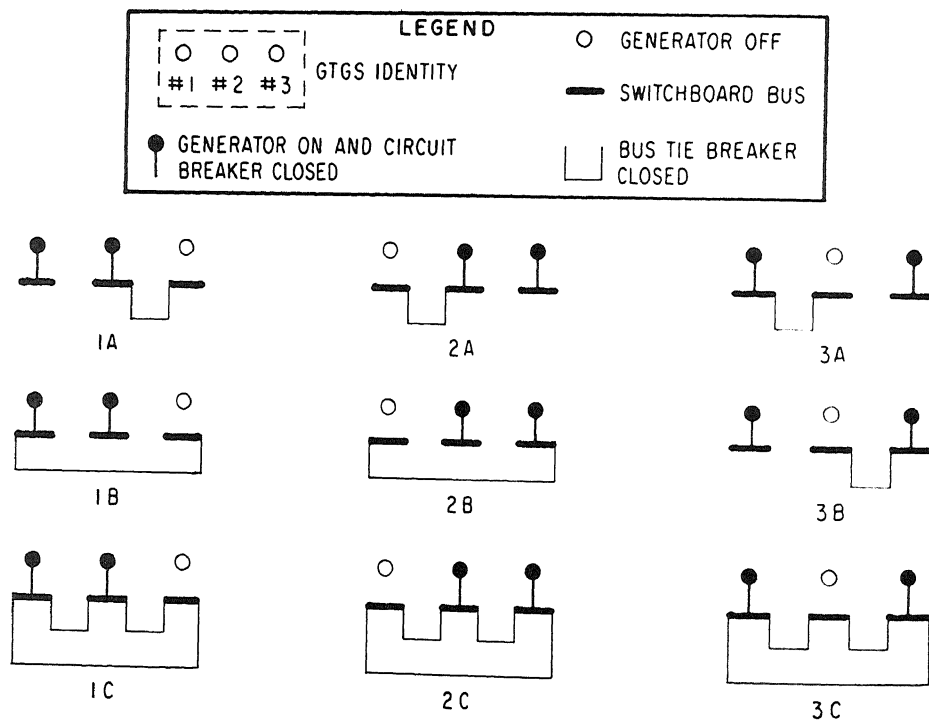 LEGEND
#1 #2 #3
GTGS IDENTITY
GENERATOR OFF
SWITCHBOARD BUS
GENERATOR ON AND CIRCUIT
BREAKER CLOSED
BUS TIE BREAKER
CLOSED
1A
2A
3A
1B
2B
3B
1C
2C
3C